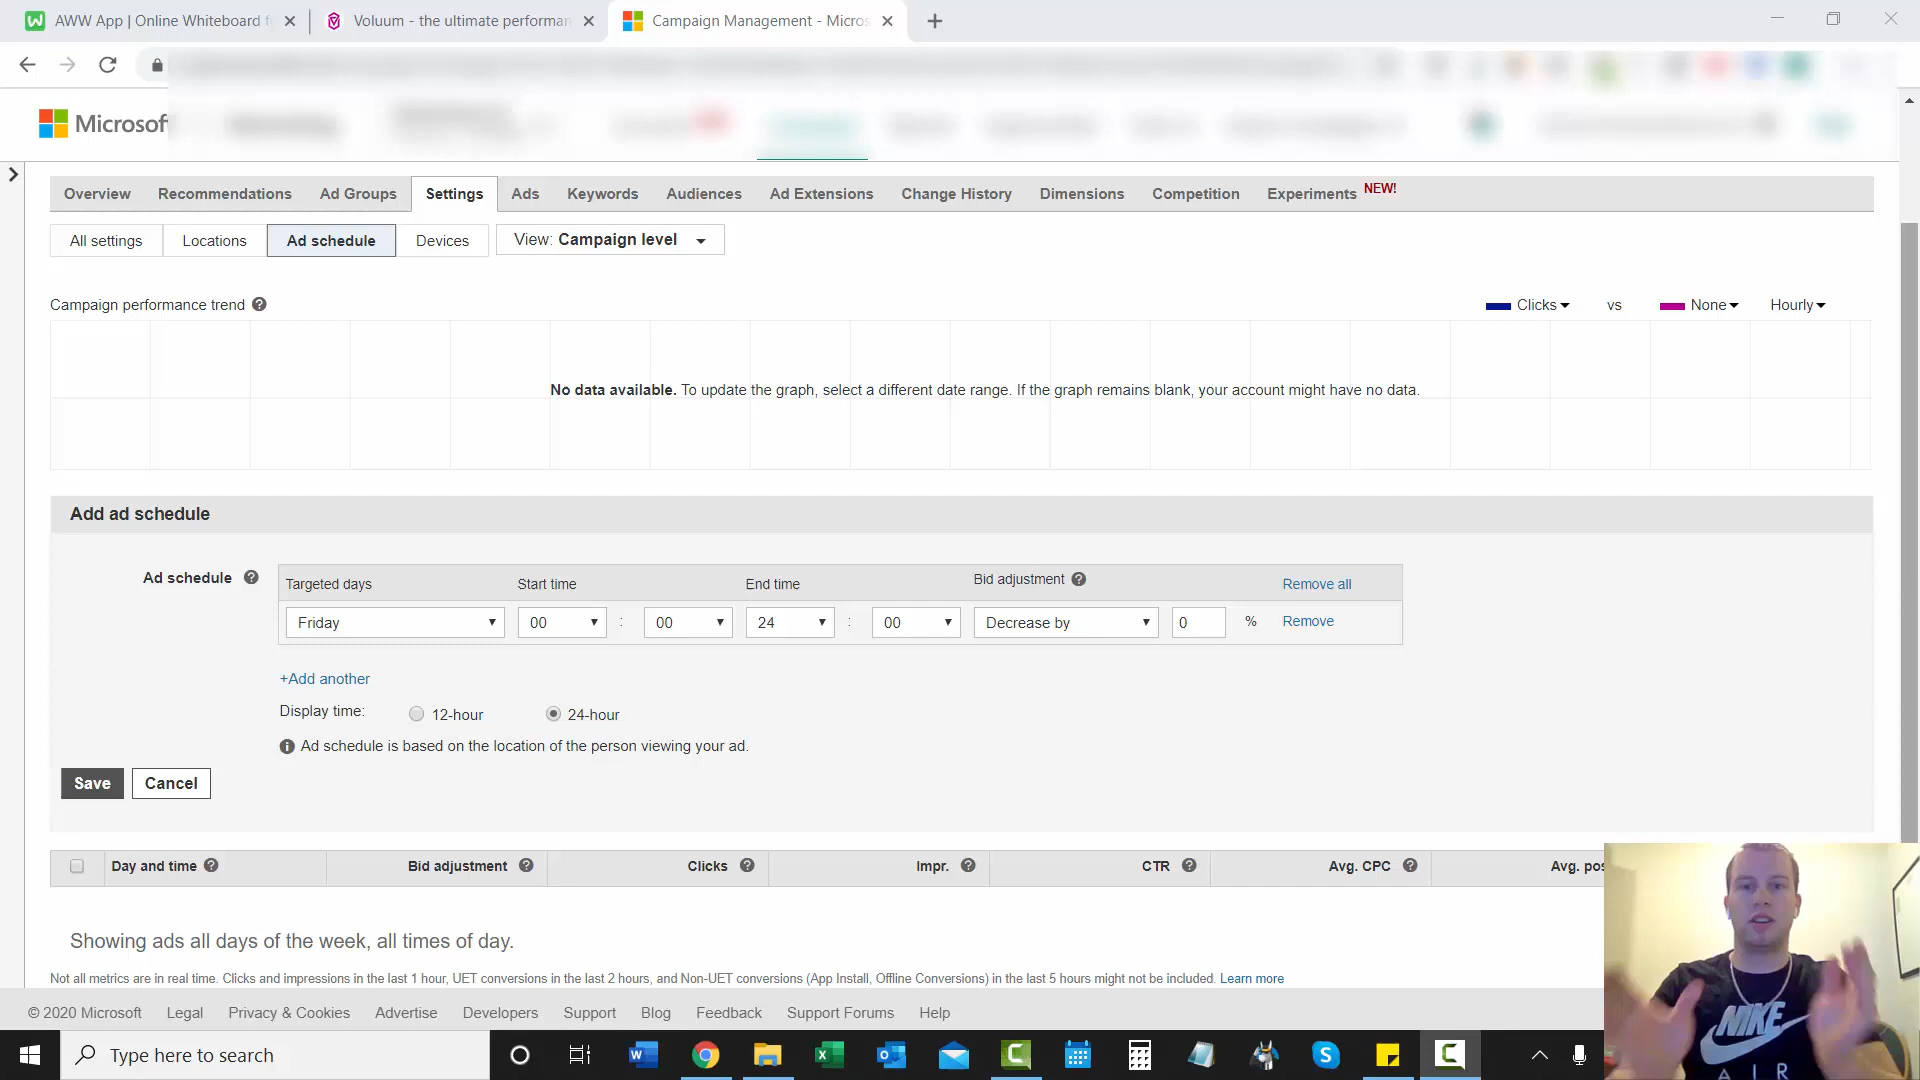 AWW App | Online Whiteboard f
Voluum - the ultimate performan
Campaign Management - Micros
Microsoft
Overview Recommendations Ad Groups Settings Ads Keywords Audiences Ad Extensions Change History Dimensions Competition Experiments NEW!
All settings Locations Ad schedule Devices View: Campaign level
Campaign performance trend Clicks vs None Hourly
No data available. To update the graph, select a different date range. If the graph remains blank, your account might have no data.
Add ad schedule
Ad schedule Targeted days Start time End time Bid adjustment Remove all
Friday 00 : 00 24 : 00 Decrease by 0 % Remove
+Add another
Display time: 12-hour 24-hour
Ad schedule is based on the location of the person viewing your ad.
Save Cancel
Day and time Bid adjustment Clicks Impr. CTR Avg. CPC Avg. pos
Showing ads all days of the week, all times of day.
Not all metrics are in real time. Clicks and impressions in the last 1 hour, UET conversions in the last 2 hours, and Non-UET conversions (App Install, Offline Conversions) in the last 5 hours might not be included. Learn more
© 2020 Microsoft Legal Privacy & Cookies Advertise Developers Support Blog Feedback Support Forums Help
Type here to search
NIKE
AIR